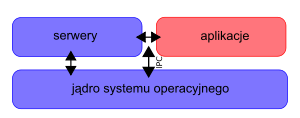 serwery
aplikacje
IPC
jądro systemu operacyjnego